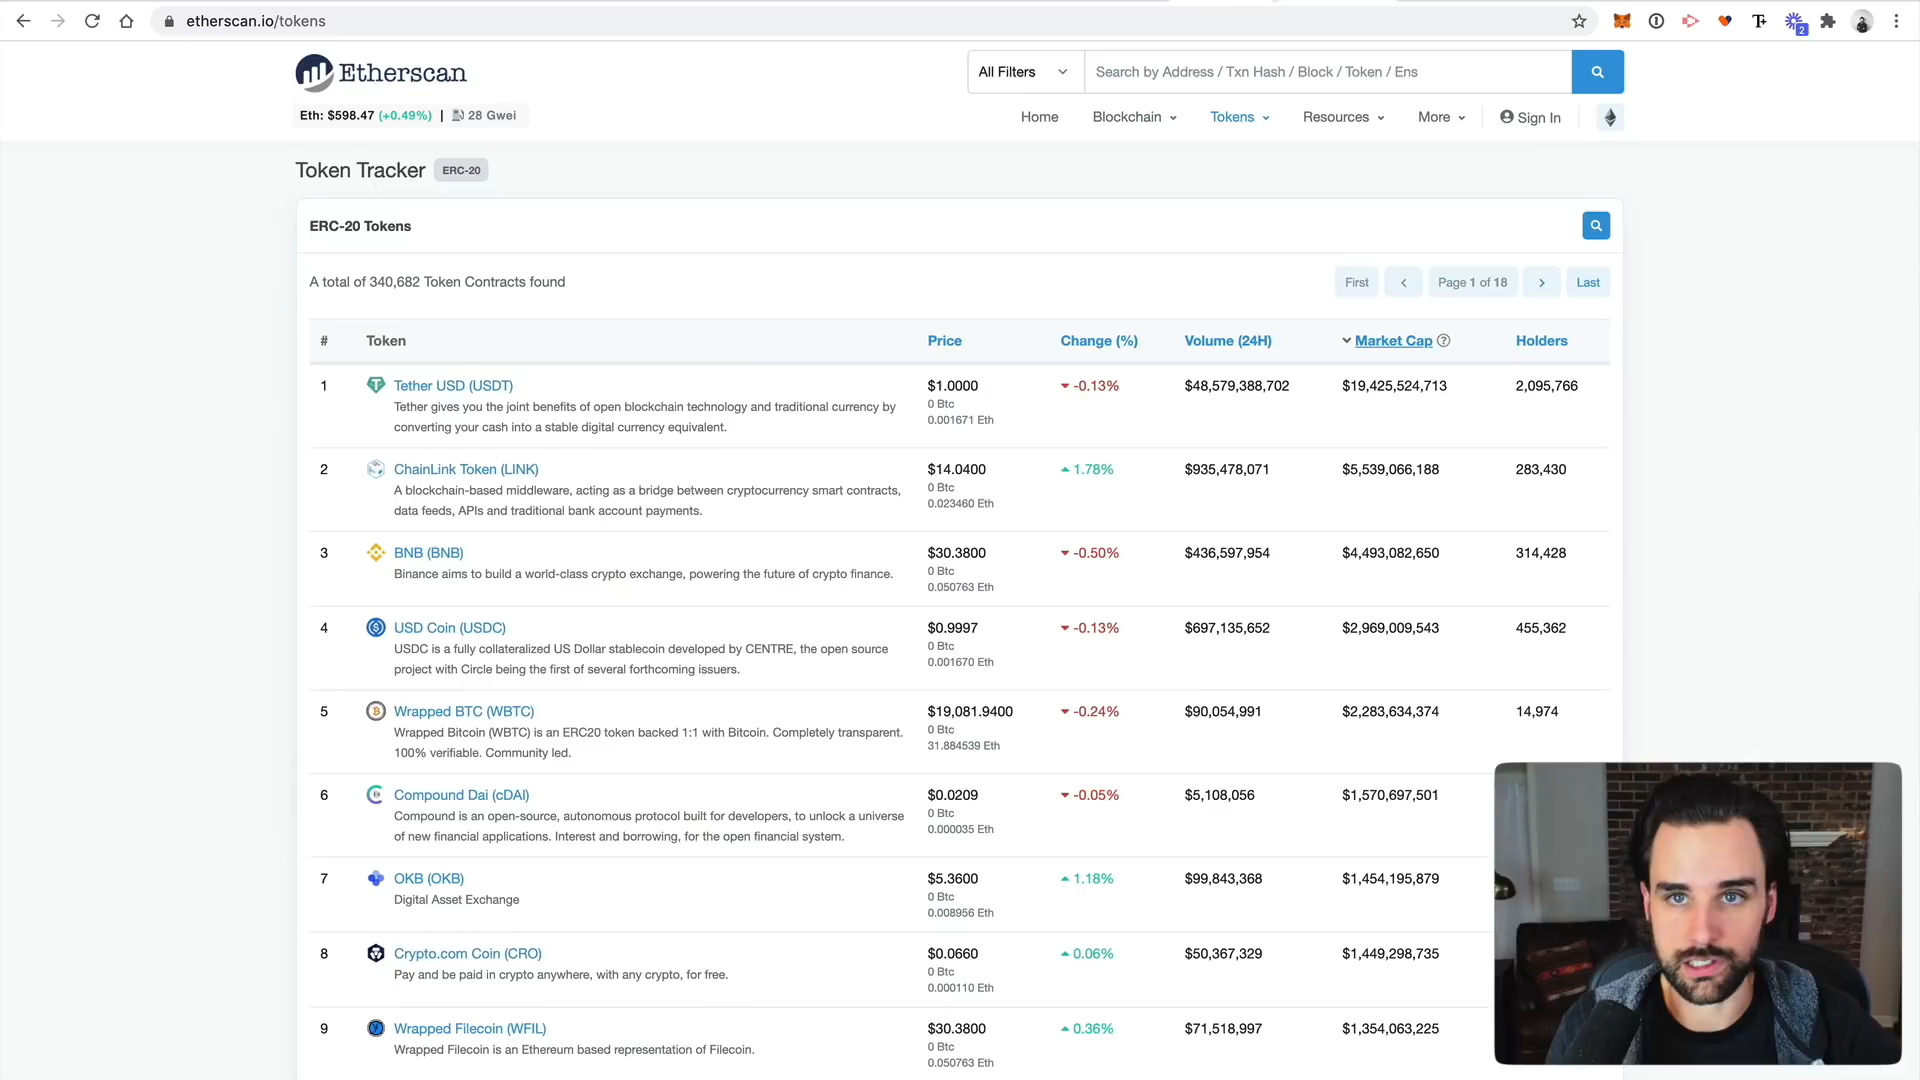 etherscan.io/tokens
2
Etherscan
All Filters
Search by Address / Txn Hash / Block / Token / Ens
Eth: $598.47 (+0.49%) | 28 Gwei
Home Blockchain Tokens Resources More Sign In
Token Tracker ERC-20
ERC-20 Tokens
A total of 340,682 Token Contracts found
First Page 1 of 18 Last
# Token Price Change (%) Volume (24H) Market Cap Holders
1 Tether USD (USDT) $1.0000 -0.13% $48,579,388,702 $19,425,524,713 2,095,766
Tether gives you the joint benefits of open blockchain technology and traditional currency by 0 Btc
converting your cash into a stable digital currency equivalent. 0.001671 Eth
2 ChainLink Token (LINK) $14.0400 1.78% $935,478,071 $5,539,066,188 283,430
A blockchain-based middleware, acting as a bridge between cryptocurrency smart contracts, 0 Btc
data feeds, APIs and traditional bank account payments. 0.023460 Eth
3 BNB (BNB) $30.3800 -0.50% $436,597,954 $4,493,082,650 314,428
Binance aims to build a world-class crypto exchange, powering the future of crypto finance. 0 Btc
0.050763 Eth
4 USD Coin (USDC) $0.9997 -0.13% $697,135,652 $2,969,009,543 455,362
USDC is a fully collateralized US Dollar stablecoin developed by CENTRE, the open source 0 Btc
project with Circle being the first of several forthcoming issuers. 0.001670 Eth
5 Wrapped BTC (WBTC) $19,081.9400 -0.24% $90,054,991 $2,283,634,374 14,974
Wrapped Bitcoin (WBTC) is an ERC20 token backed 1:1 with Bitcoin. Completely transparent. 0 Btc
100% verifiable. Community led. 31.884539 Eth
6 Compound Dai (cDAI) $0.0209 -0.05% $5,108,056 $1,570,697,501
Compound is an open-source, autonomous protocol built for developers, to unlock a universe 0 Btc
of new financial applications. Interest and borrowing, for the open financial system. 0.000035 Eth
7 OKB (OKB) $5.3600 1.18% $99,843,368 $1,454,195,879
Digital Asset Exchange 0 Btc
0.008956 Eth
8 Crypto.com Coin (CRO) $0.0660 0.06% $50,367,329 $1,449,298,735
Pay and be paid in crypto anywhere, with any crypto, for free. 0 Btc
0.000110 Eth
9 Wrapped Filecoin (WFIL) $30.3800 0.36% $71,518,997 $1,354,063,225
Wrapped Filecoin is an Ethereum based representation of Filecoin. 0 Btc
0.050763 Eth